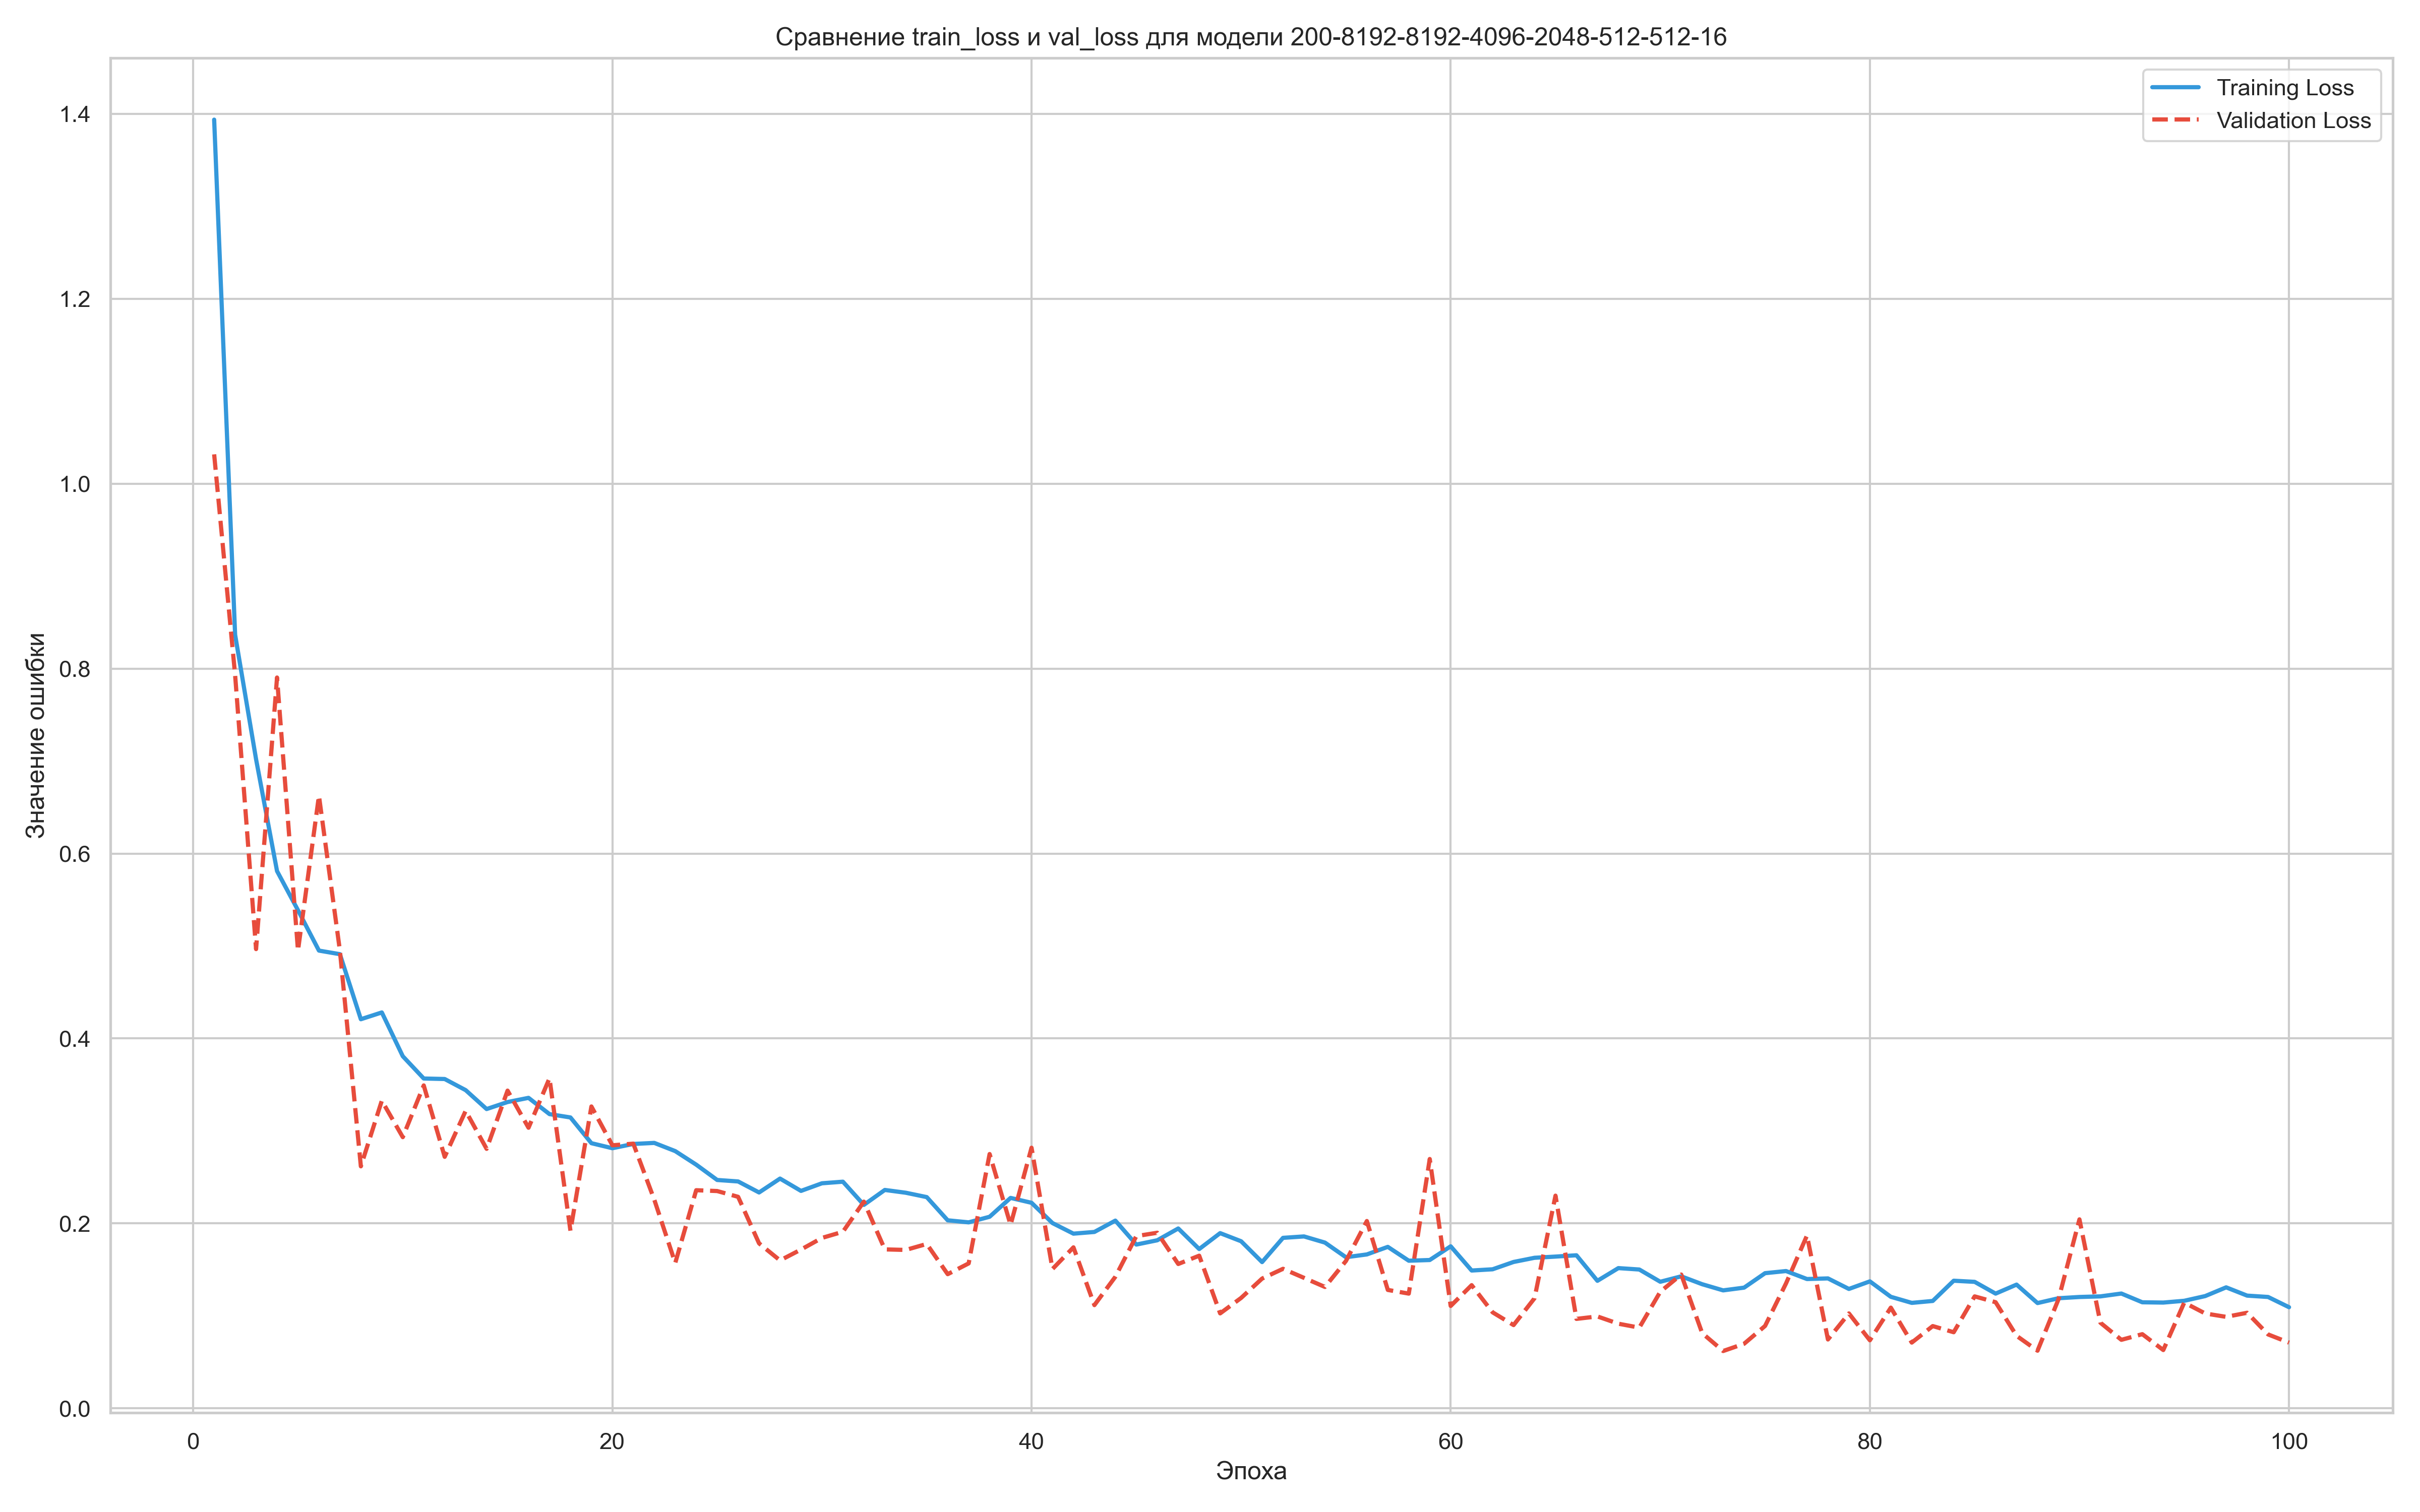 Сравнение train_loss и val_loss для модели 200-8192-8192-4096-2048-512-512-16
Training Loss
Validation Loss
Значение ошибки
1.4
1.2
1.0
0.8
0.6
0.4
0.2
0.0
0
20
40
60
80
100
Эпоха